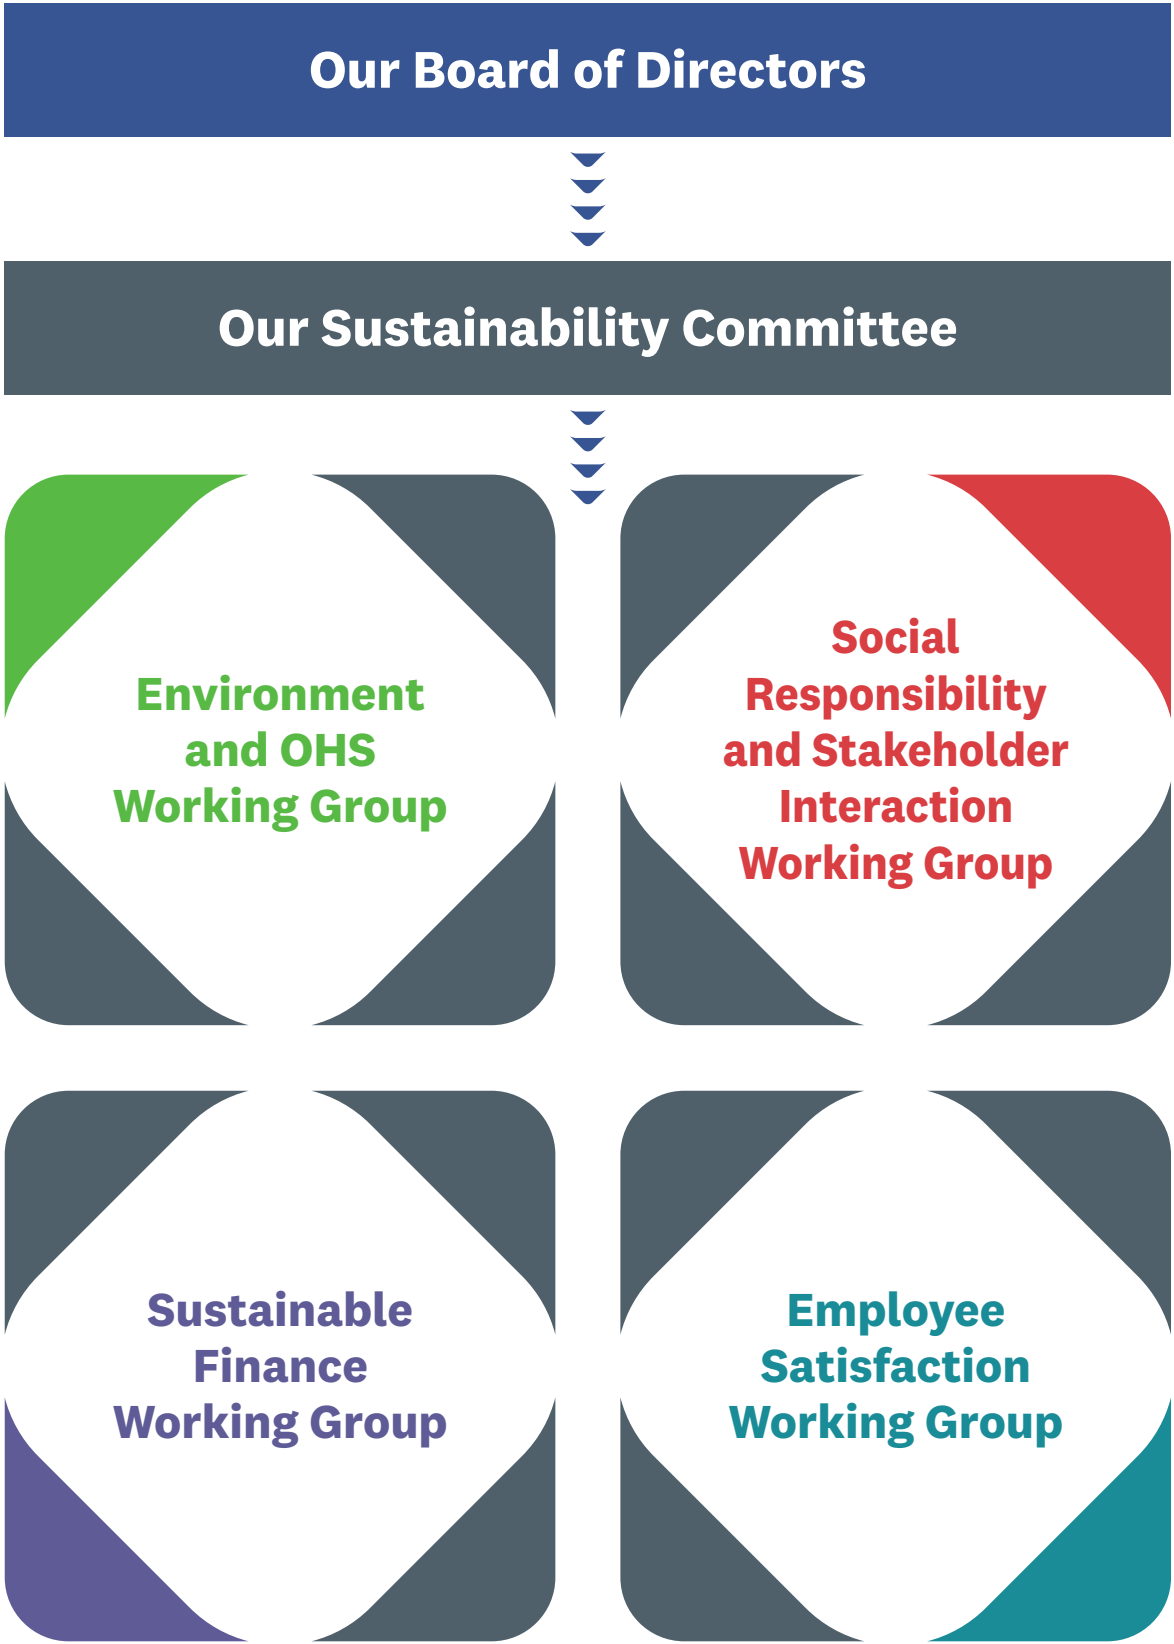 Our Board of Directors
Our Sustainability Committee
Environment
and OHS
Working Group
Social
Responsibility
and Stakeholder
Interaction
Working Group
Sustainable
Finance
Working Group
Employee
Satisfaction
Working Group